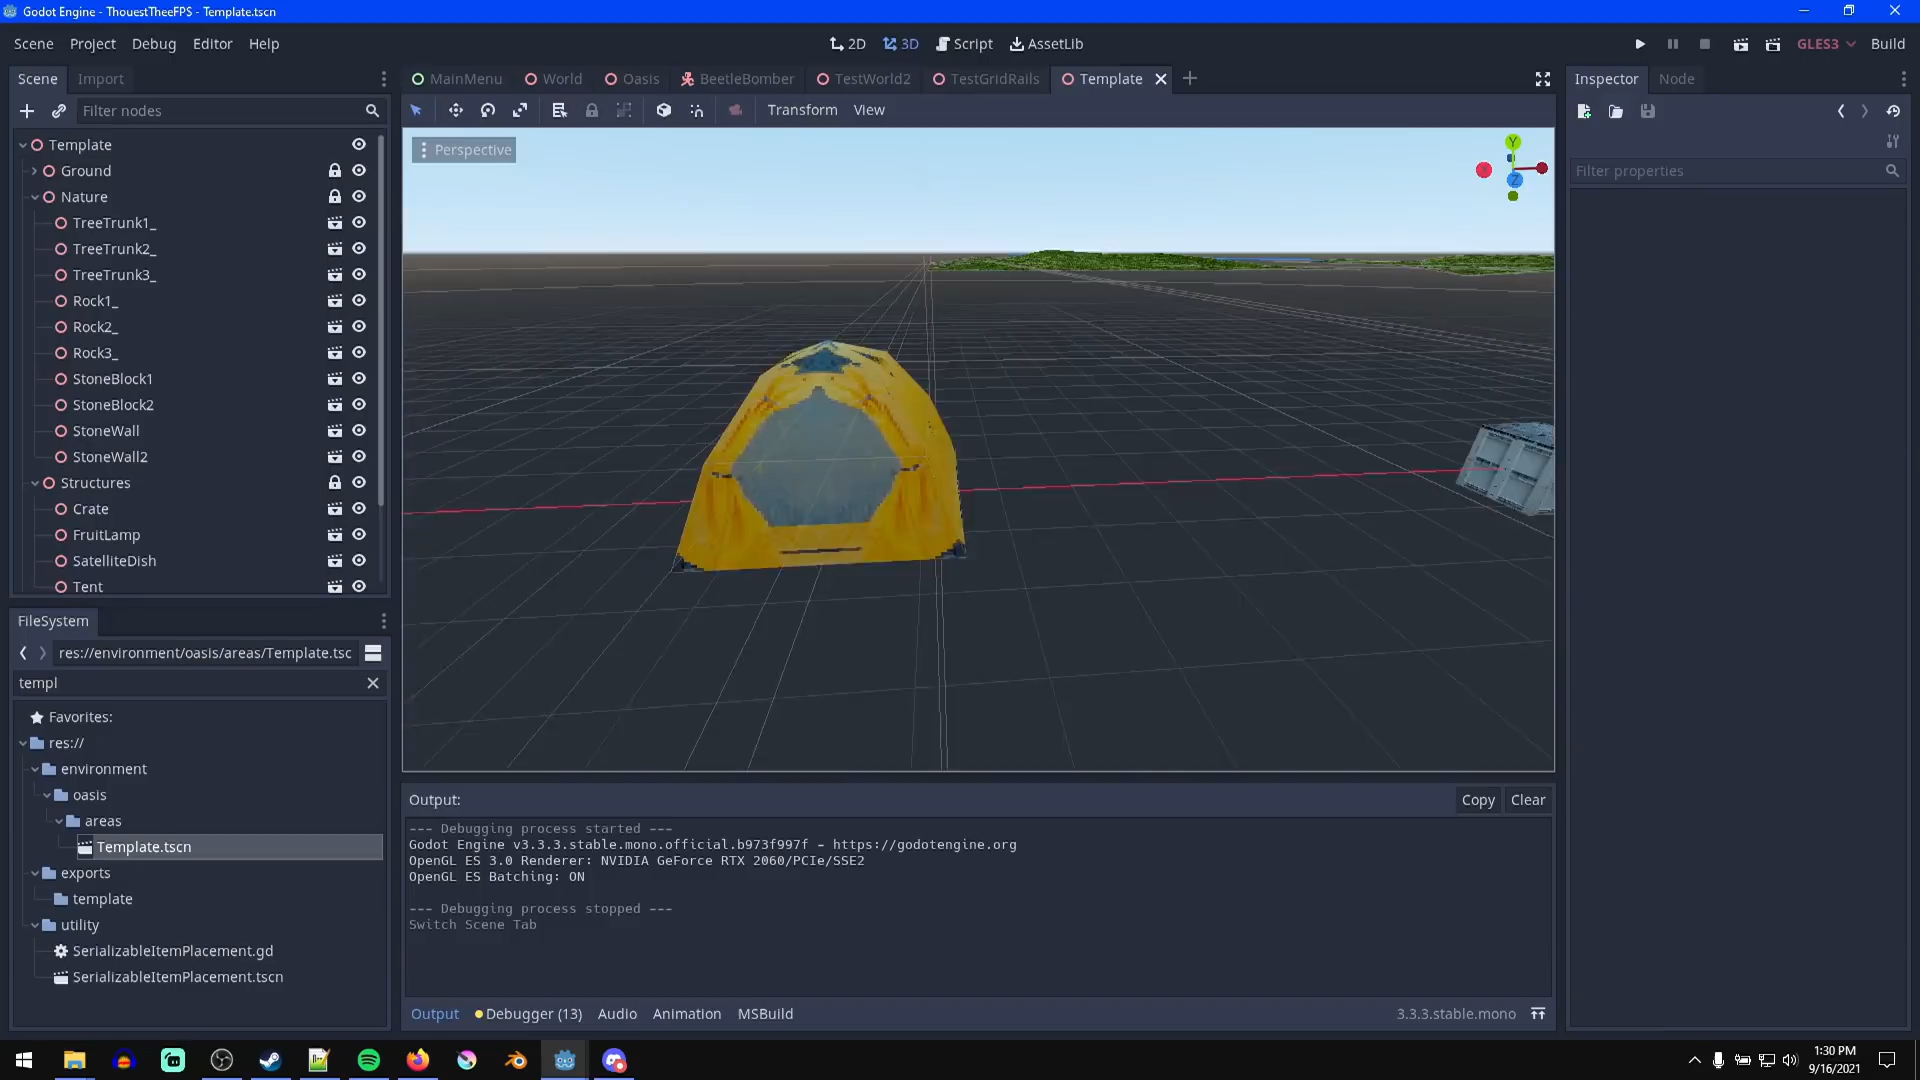 Godot Engine - ThouestTheeFPS - Template.tscn
Scene Project Debug Editor Help
2D 3D Script AssetLib
GLES3 Build
Scene Import
MainMenu World Oasis BeetleBomber TestWorld2 TestGridRails Template
Inspector Node
Filter nodes
Transform View
Perspective
Y
Z
Filter properties
Template
Ground
Nature
TreeTrunk1_
TreeTrunk2_
TreeTrunk3_
Rock1_
Rock2_
Rock3_
StoneBlock1
StoneBlock2
StoneWall
StoneWall2
Structures
Crate
FruitLamp
SatelliteDish
Tent
FileSystem
res://environment/oasis/areas/Template.tsc
templ
Favorites:
res://
environment
oasis
areas
Template.tscn
exports
template
utility
SerializableItemPlacement.gd
SerializableItemPlacement.tscn
Output:
Copy Clear
--- Debugging process started ---
Godot Engine v3.3.3.stable.mono.official.b973f997f - https://godotengine.org
OpenGL ES 3.0 Renderer: NVIDIA GeForce RTX 2060/PCIe/SSE2
OpenGL ES Batching: ON
--- Debugging process stopped ---
Switch Scene Tab
Output Debugger (13) Audio Animation MSBuild
3.3.3.stable.mono
1:30 PM
9/16/2021